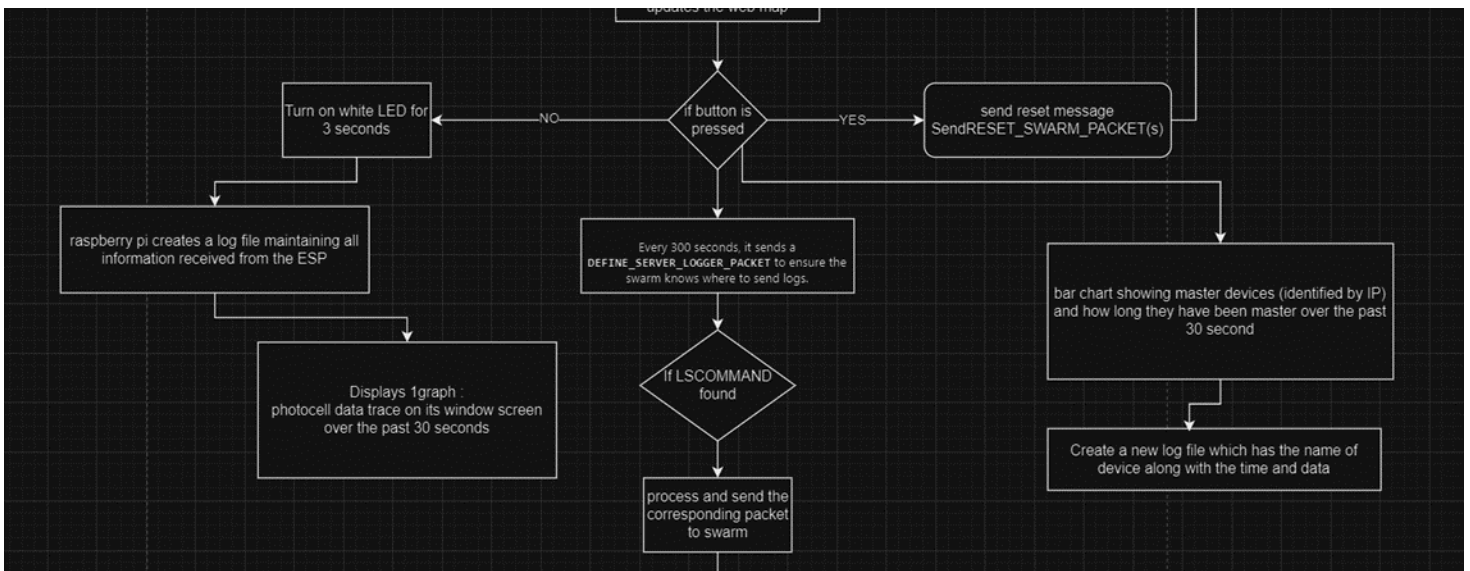 updates the web map
Turn on white LED for
3 seconds
NO
if button is
pressed
YES
send reset message
SendRESET_SWARM_PACKET(s)
raspberry pi creates a log file maintaining all
information received from the ESP
Every 300 seconds, it sends a
DEFINE_SERVER_LOGGER_PACKET to ensure the
swarm knows where to send logs.
bar chart showing master devices (identified by IP)
and how long they have been master over the past
30 second
Displays 1graph :
photocell data trace on its window screen
over the past 30 seconds
If LSCOMMAND
found
Create a new log file which has the name of
device along with the time and data
process and send the
corresponding packet
to swarm